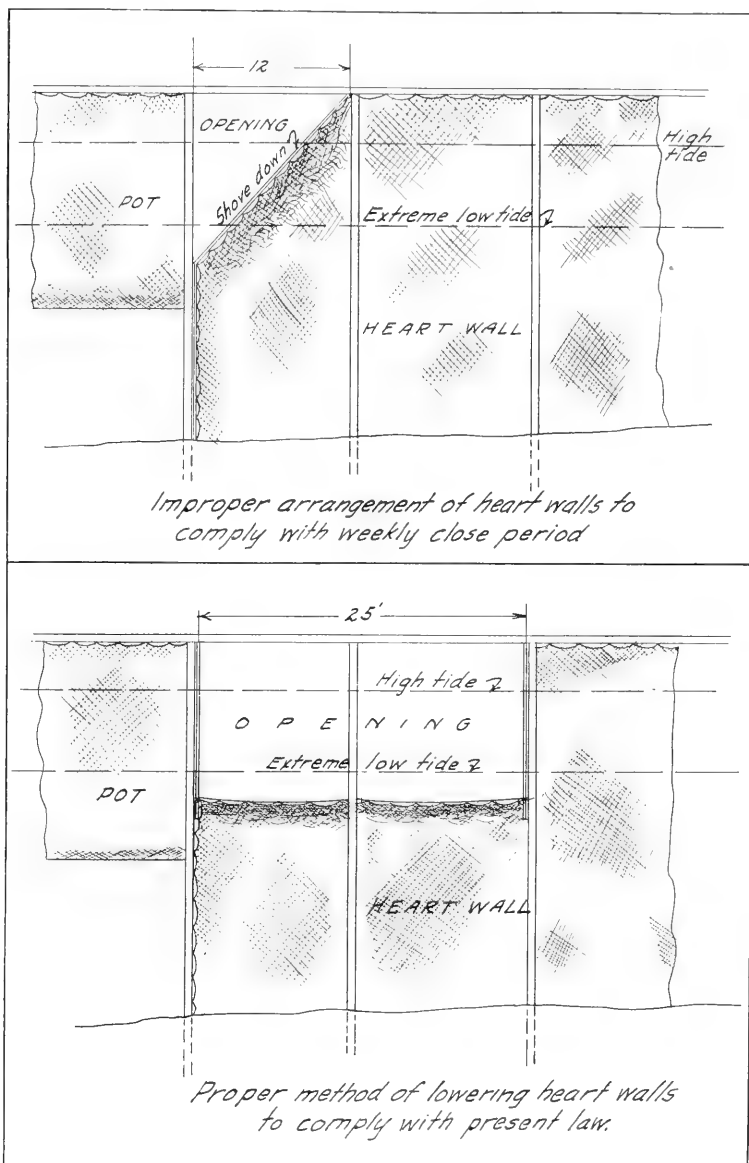 12
OPENING
High
tide
Shove down
POT
Extreme low tide
HEART WALL
Improper arrangement of heart walls to
comply with weekly close period
25'
High tide
OPENING
Extreme low tide
POT
HEART WALL
Proper method of lowering heart walls
to comply with present law.